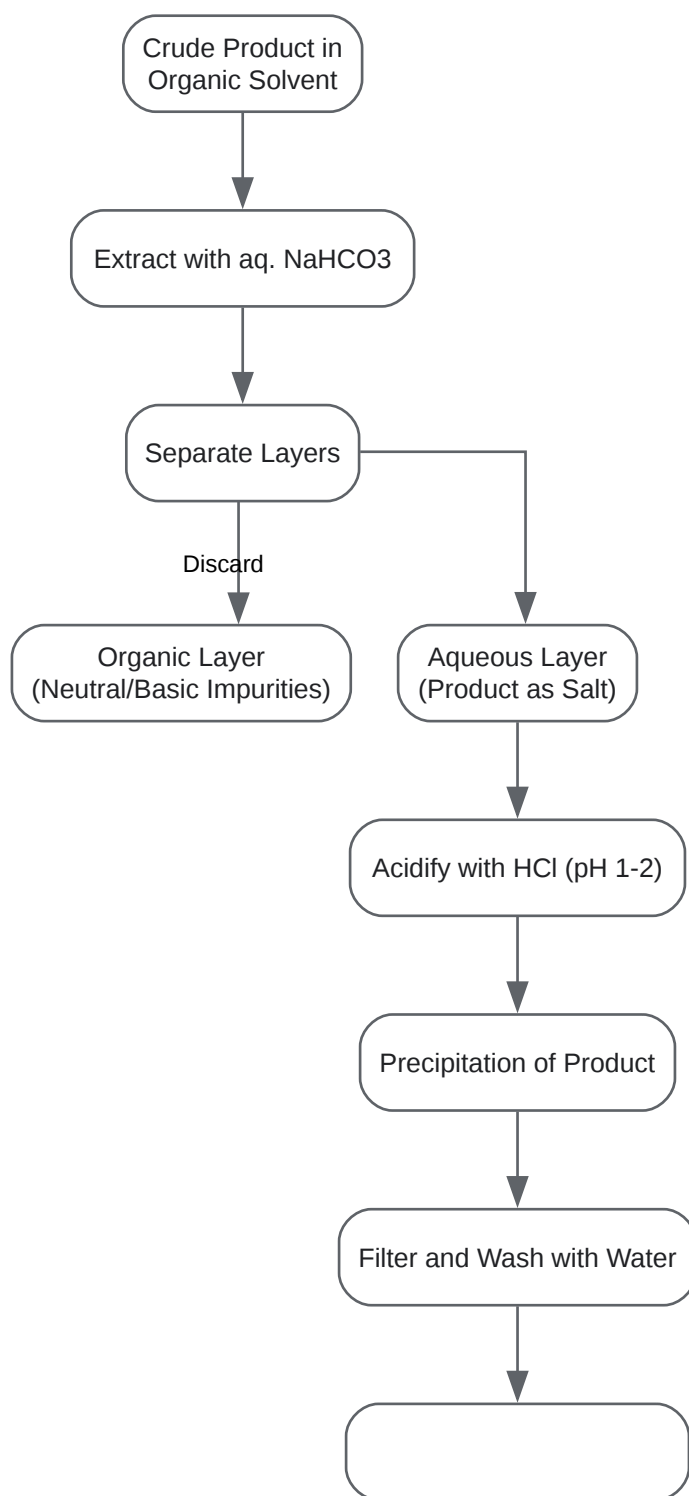 Crude Product in
Organic Solvent
Extract with aq. NaHCO3
Separate Layers
Discard
Organic Layer
(Neutral/Basic Impurities)
Aqueous Layer
(Product as Salt)
Acidify with HCl (pH 1-2)
Precipitation of Product
Filter and Wash with Water